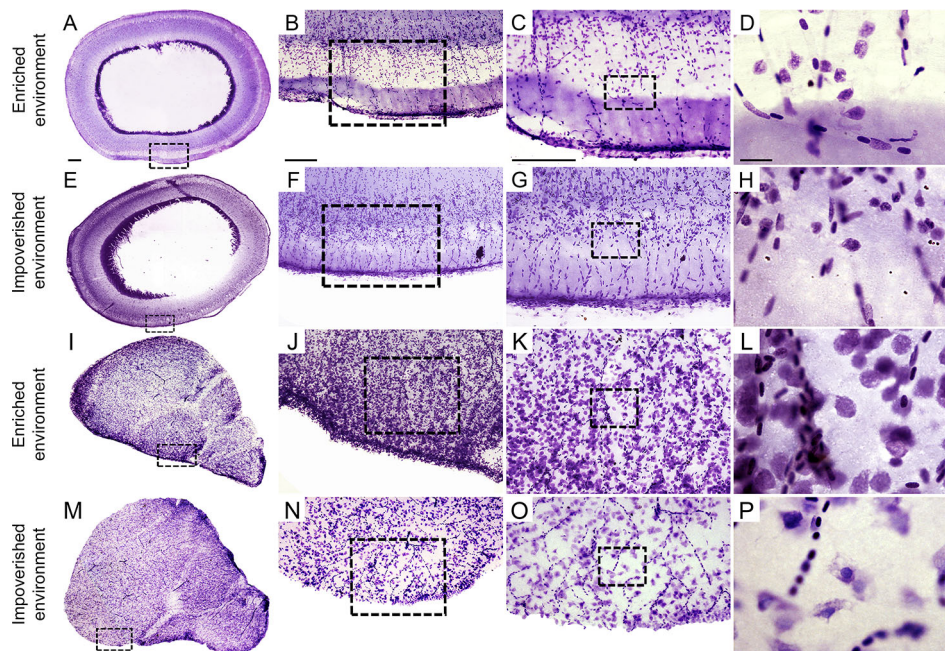 Enriched
environment
A
B
C
D
Impoverished
environment
E
F
G
H
Enriched
environment
I
J
K
L
Impoverished
environment
M
N
O
P